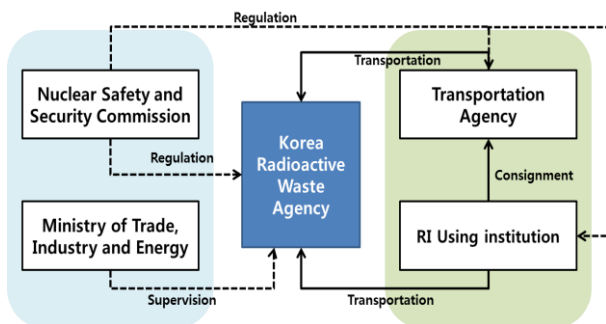 Regulation
Transportation
Nuclear Safety and
Security Commission
Transportation
Agency
Korea
Radioactive
Waste
Agency
Regulation
Consignment
Ministry of Trade,
Industry and Energy
RI Using institution
Supervision
Transportation